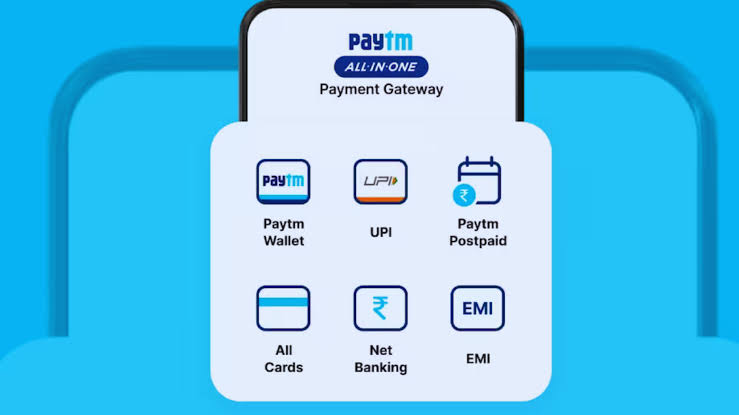 paytm
ALL-IN-ONE
Payment Gateway
paytm
UPI
₹
Paytm
Wallet
UPI
Paytm
Postpaid
₹
EMI
All
Cards
Net
Banking
EMI